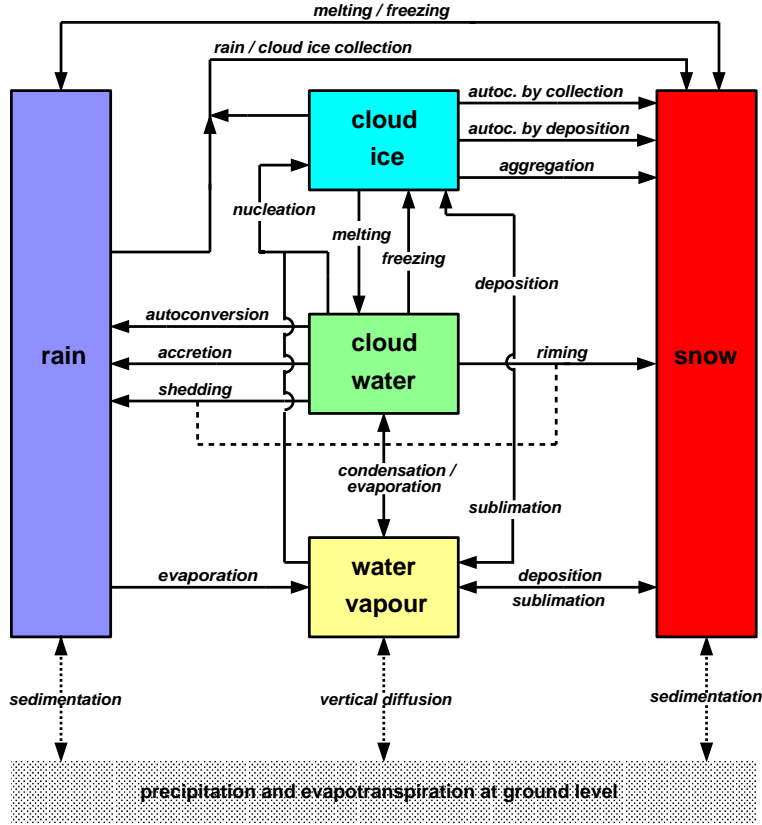 melting / freezing
rain / cloud ice collection
autoc. by collection
cloud
ice
autoc. by deposition
aggregation
nucleation
melting
freezing
deposition
autoconversion
rain
cloud
water
accretion
riming
snow
shedding
condensation /
evaporation
sublimation
water
vapour
evaporation
deposition
sublimation
sedimentation
vertical diffusion
sedimentation
precipitation and evapotranspiration at ground level